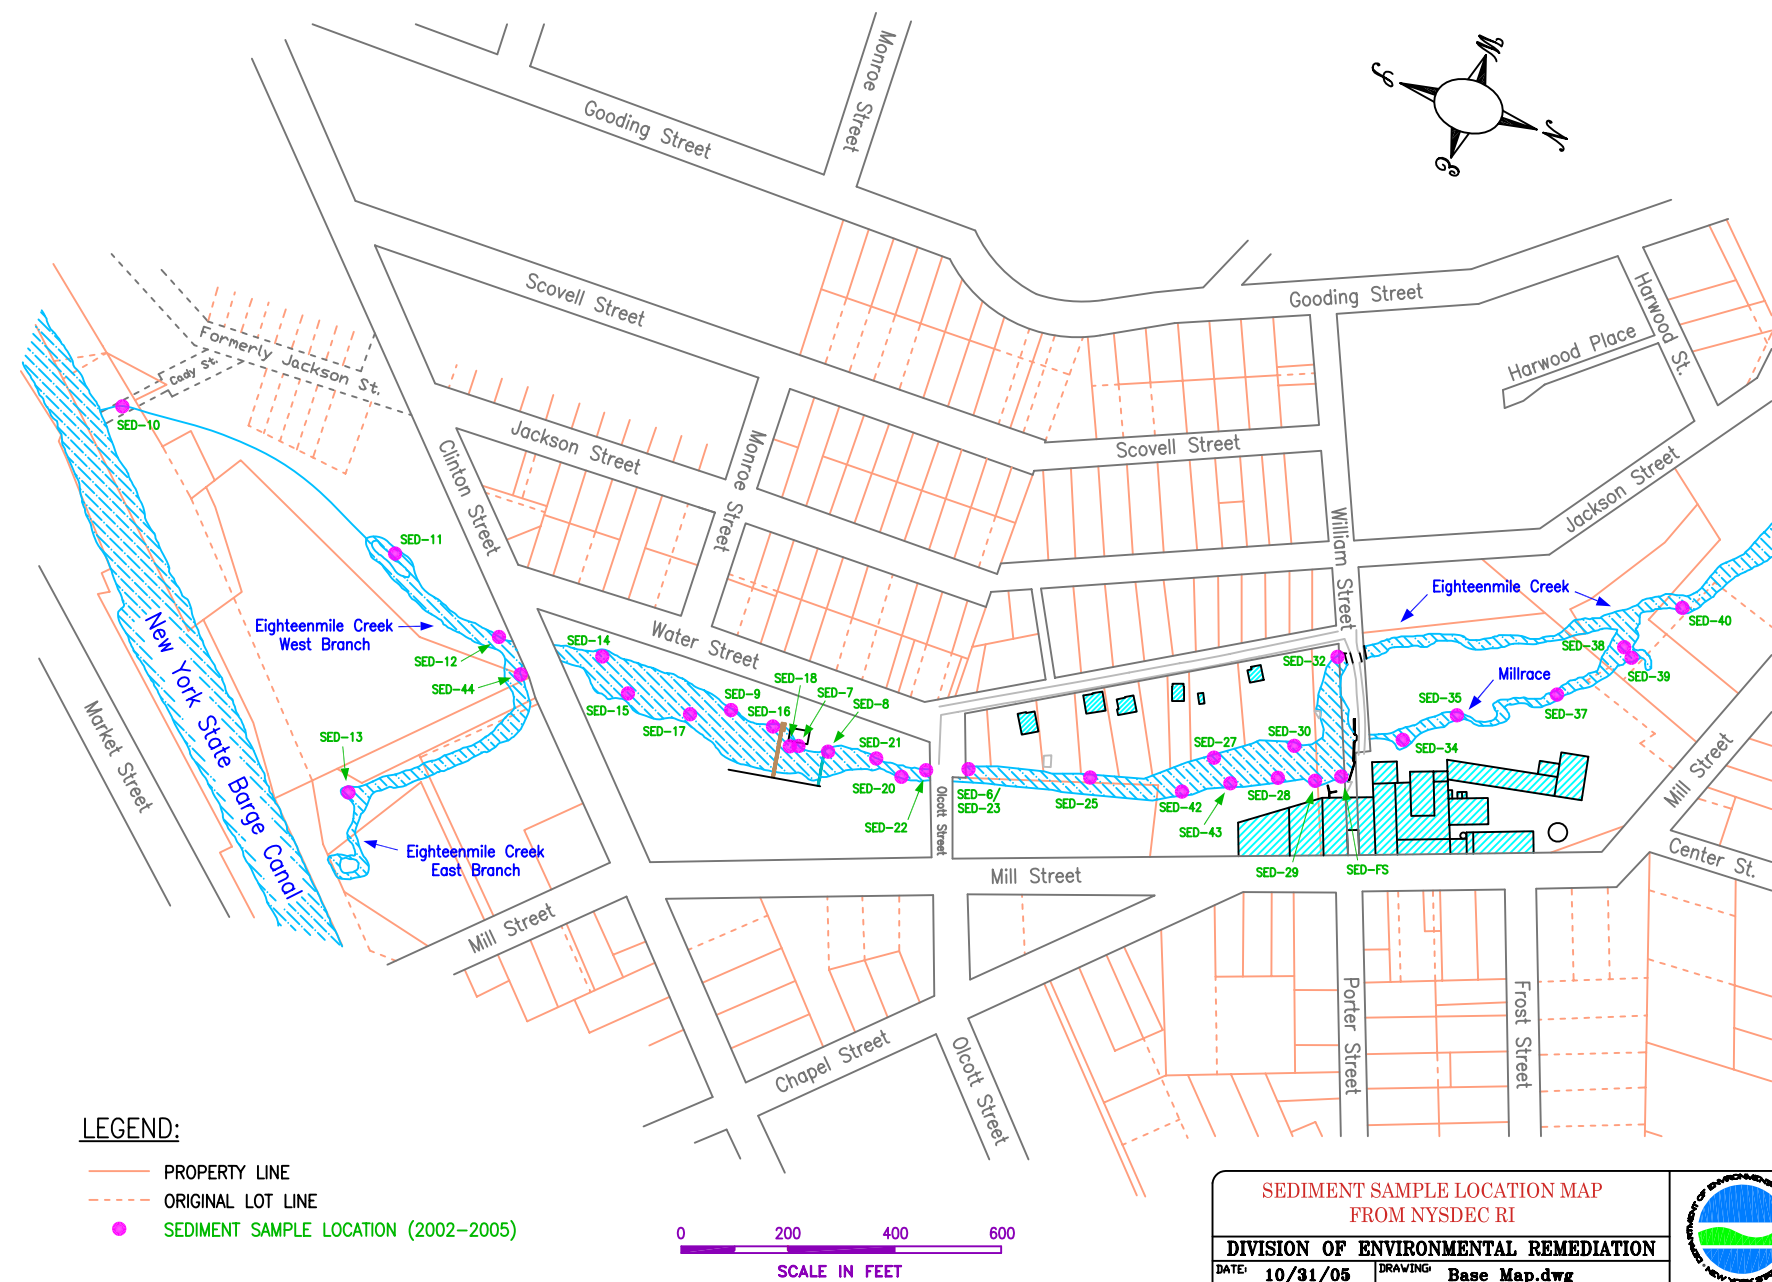 Monroe Street
Gooding Street
W
S
N
E
Scovell Street
Gooding Street
Harwood St.
Harwood Place
Formerly Jackson St.
Cady St.
SED-10
Jackson Street
Monroe Street
Clinton Street
Scovell Street
Jackson Street
William Street
SED-11
Eighteenmile Creek
Eighteenmile Creek
West Branch
SED-12
SED-44
SED-14
Water Street
SED-40
SED-38
SED-39
SED-32
New York State Barge Canal
Market Street
SED-13
SED-15
SED-17
SED-9
SED-16
SED-18
SED-7
SED-8
SED-21
SED-20
SED-22
Olcott Street
SED-6/
SED-23
SED-25
SED-42
SED-43
SED-27
SED-28
SED-30
SED-35
Millrace
SED-37
SED-34
Mill Street
SED-29
SED-FS
Eighteenmile Creek
East Branch
Mill Street
Mill Street
Center St.
Chapel Street
Olcott Street
Porter Street
Frost Street
LEGEND:
PROPERTY LINE
ORIGINAL LOT LINE
SEDIMENT SAMPLE LOCATION (2002-2005)
0 200 400 600
SCALE IN FEET
SEDIMENT SAMPLE LOCATION MAP
FROM NYSDEC RI
DIVISION OF ENVIRONMENTAL REMEDIATION
DATE: 10/31/05 DRAWING: Base Map.dwg